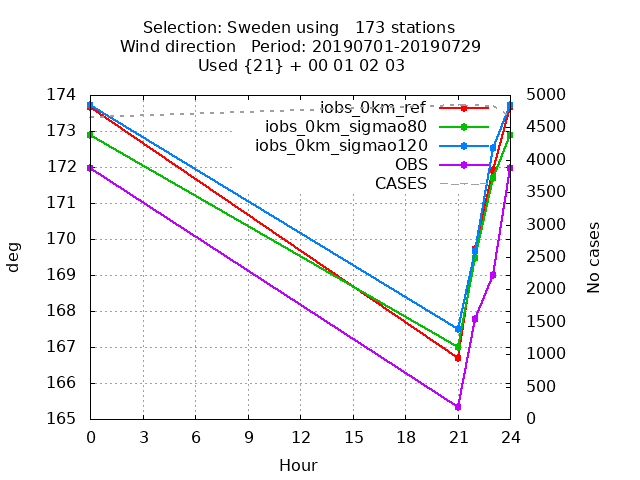 Selection: Sweden using   173 stations
Wind direction   Period: 20190701-20190729
Used {21} + 00 01 02 03
174
173
172
171
170
169
168
167
166
165
deg
iobs_0km_ref
iobs_0km_sigmao80
iobs_0km_sigmao120
OBS
CASES
5000
4500
4000
3500
3000
2500
2000
1500
1000
500
0
No cases
0 3 6 9 12 15 18 21 24
Hour